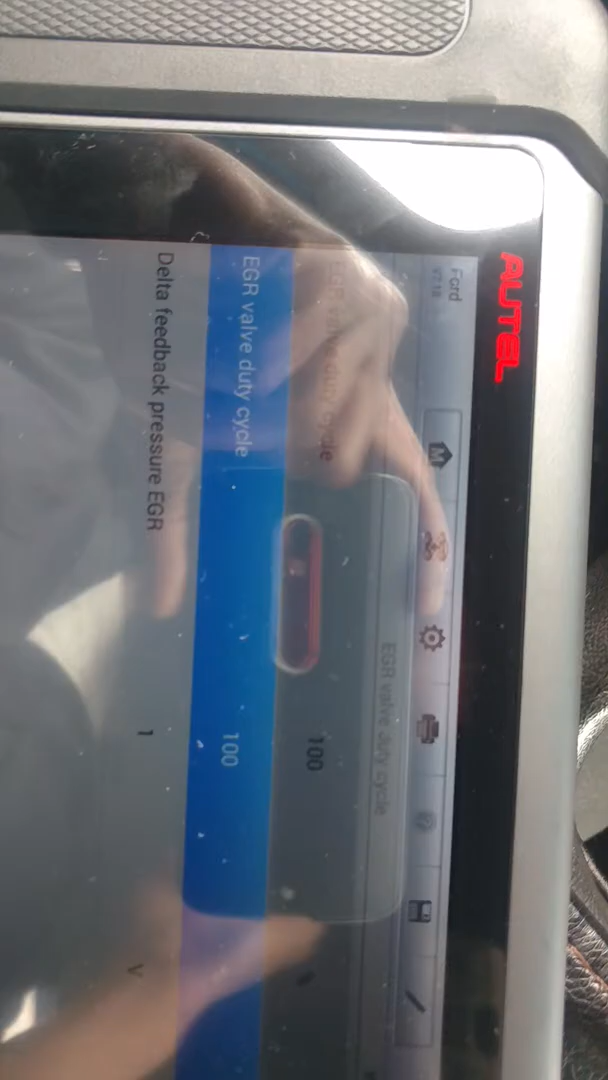 AUTEL
Ford
V7.18
EGR valve duty cycle
EGR valve duty cycle 100
EGR valve duty cycle 100
Delta feedback pressure EGR 1 V